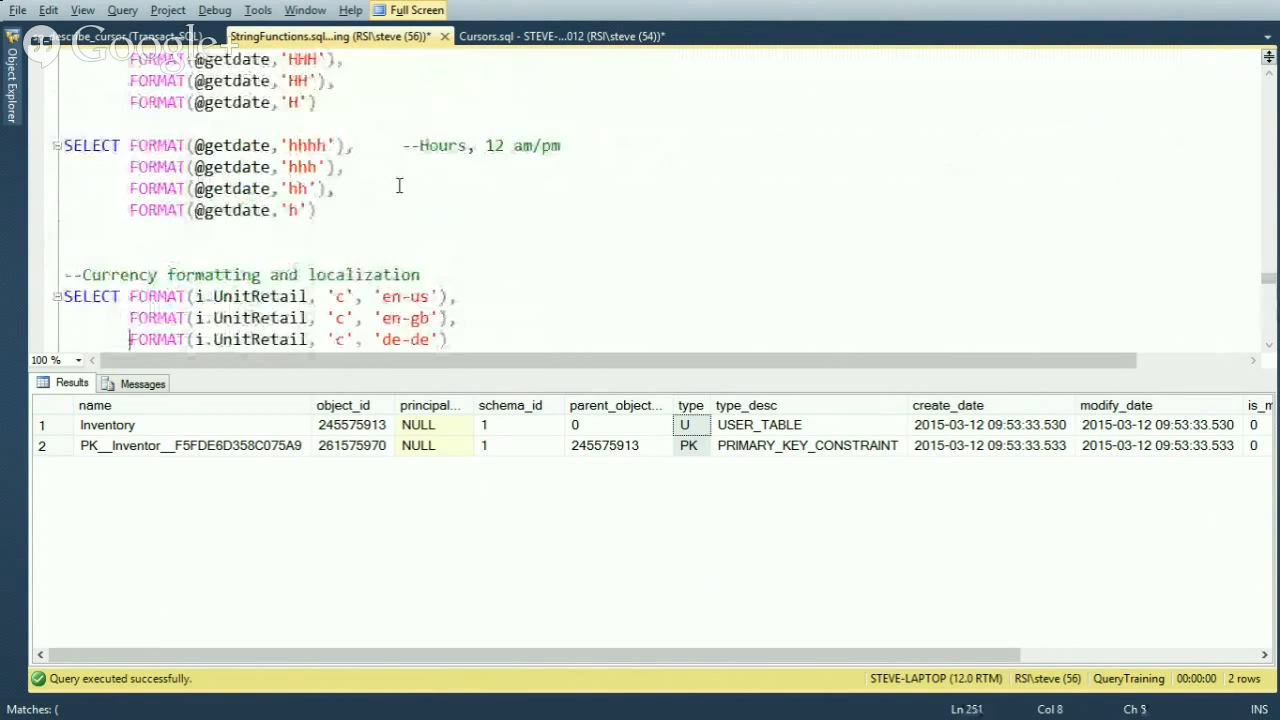 File Edit View Query Project Debug Tools Window Help Full Screen
sp_describe_cursor (Transact-SQL) StringFunctions.sql...ing (RSI\steve (56))* Cursors.sql - STEVE-...012 (RSI\steve (54))*
Google+
Object Explorer
FORMAT(@getdate,'HHH'),
FORMAT(@getdate,'HH'),
FORMAT(@getdate,'H')
SELECT FORMAT(@getdate,'hhhh'), --Hours, 12 am/pm
FORMAT(@getdate,'hhh'),
FORMAT(@getdate,'hh'),
FORMAT(@getdate,'h')
--Currency formatting and localization
SELECT FORMAT(i.UnitRetail, 'c', 'en-us'),
FORMAT(i.UnitRetail, 'c', 'en-gb'),
FORMAT(i.UnitRetail, 'c', 'de-de')
100 %
Results Messages
name object_id principal... schema_id parent_object... type type_desc create_date modify_date is_m
1 Inventory 245575913 NULL 1 0 U USER_TABLE 2015-03-12 09:53:33.530 2015-03-12 09:53:33.530 0
2 PK__Inventor__F5FDE6D358C075A9 261575970 NULL 1 245575913 PK PRIMARY_KEY_CONSTRAINT 2015-03-12 09:53:33.533 2015-03-12 09:53:33.533 0
Query executed successfully. STEVE-LAPTOP (12.0 RTM) RSI\steve (56) QueryTraining 00:00:00 2 rows
Matches: ( Ln 251 Col 8 Ch 5 INS